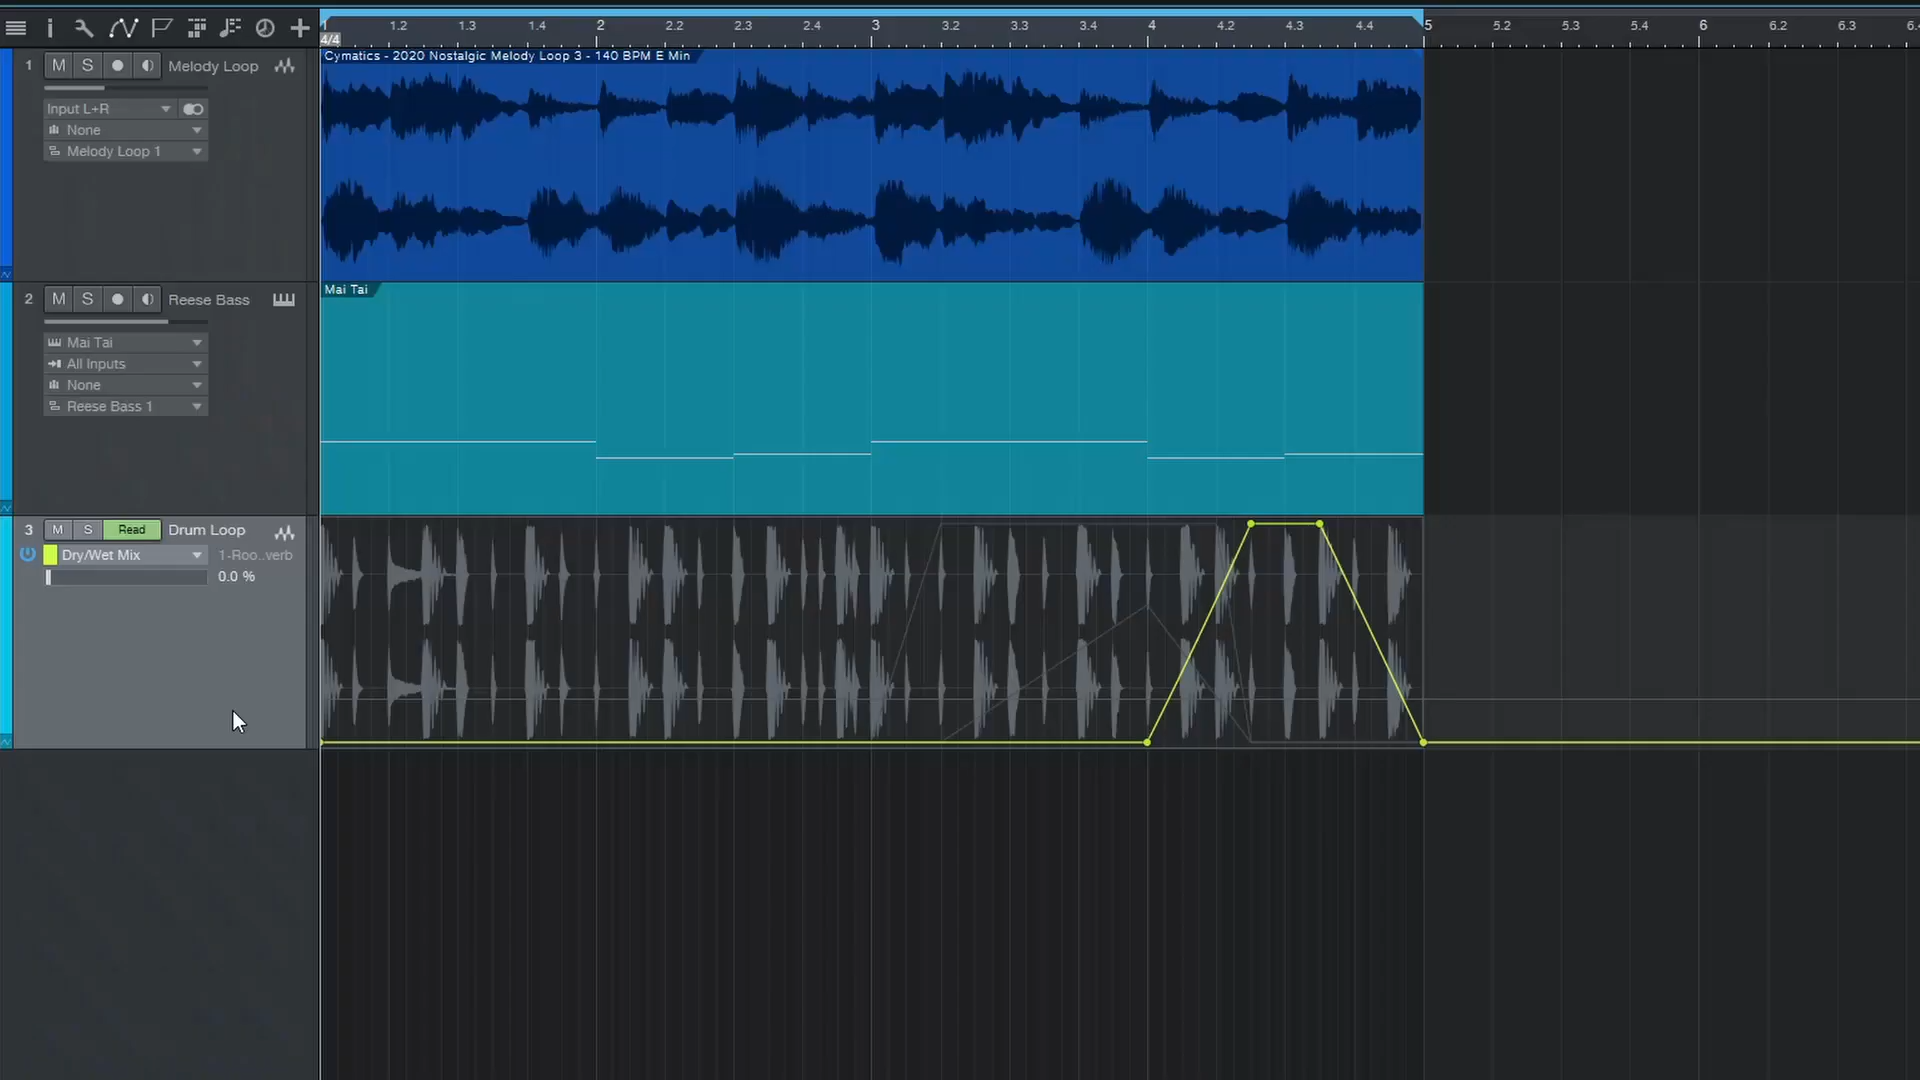 1 1.2 1.3 1.4 2 2.2 2.3 2.4 3 3.2 3.3 3.4 4 4.2 4.3 4.4 5 5.2 5.3 5.4 6 6.2 6.3
4/4
Cymatics - 2020 Nostalgic Melody Loop 3 - 140 BPM E Min
1 M S Melody Loop
Input L+R
None
Melody Loop 1
Mai Tai
2 M S Reese Bass
Mai Tai
All Inputs
None
Reese Bass 1
3 M S Read Drum Loop
Dry/Wet Mix 1-Roo..verb
0.0 %